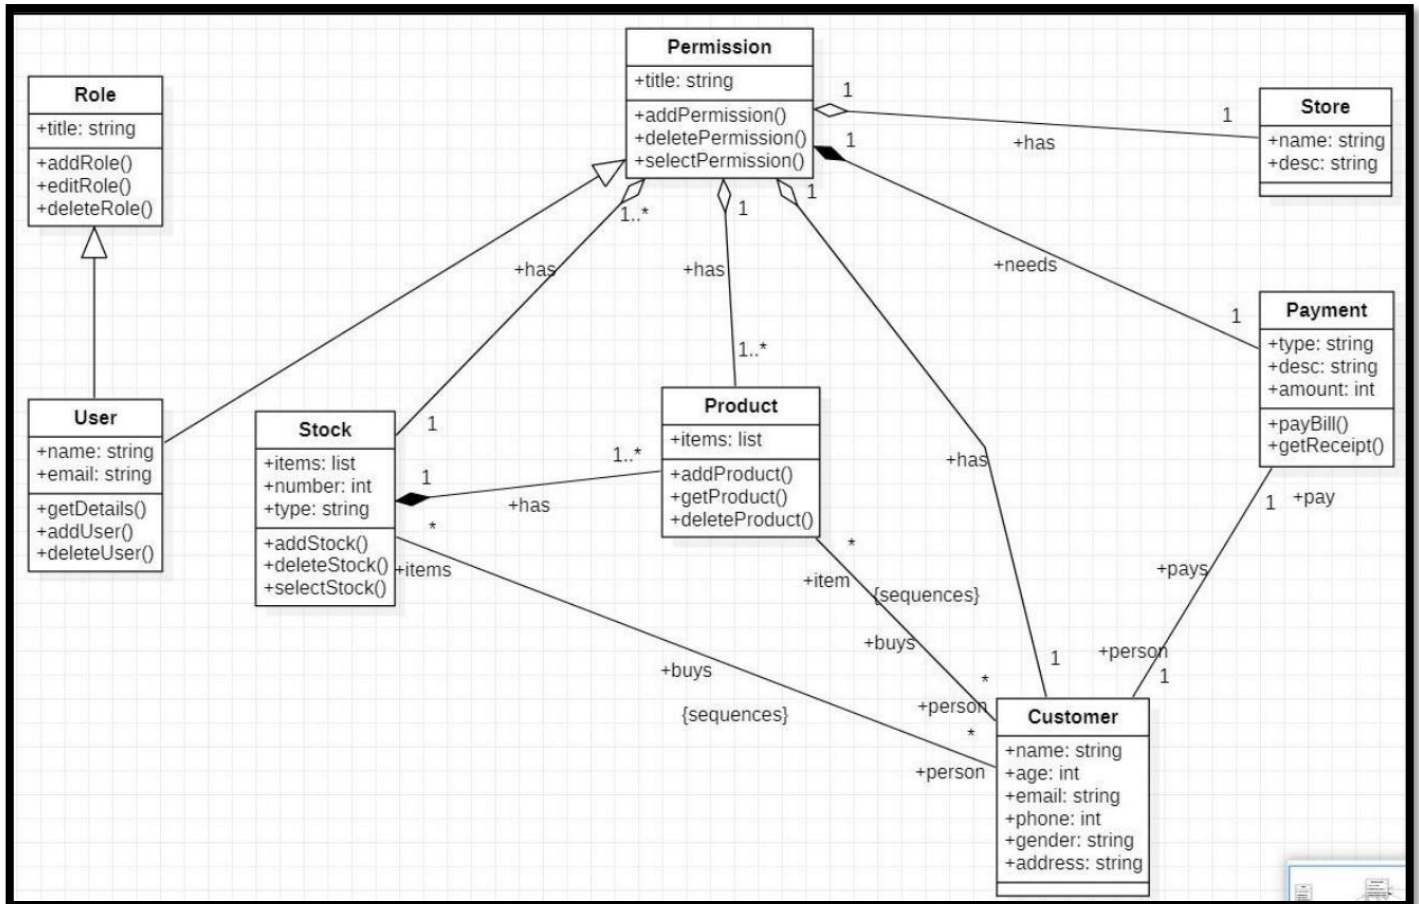 Permission
+title: string
+addPermission()
+deletePermission()
+selectPermission()
Role
+title: string
+addRole()
+editRole()
+deleteRole()
Store
+name: string
+desc: string
1
1
+has
1
+needs
1
1..*
+has
1
1
+has
1..*
1
+has
1
Payment
+type: string
+desc: string
+amount: int
+payBill()
+getReceipt()
User
+name: string
+email: string
+getDetails()
+addUser()
+deleteUser()
Stock
+items: list
+number: int
+type: string
+addStock()
+deleteStock()
+selectStock()
Product
+items: list
+addProduct()
+getProduct()
+deleteProduct()
1
1..*
+has
*
+items
+buys
{sequences}
*
+person
*
+item
{sequences}
+buys
*
+person
1
+pay
+pays
+person
1
Customer
+name: string
+age: int
+email: string
+phone: int
+gender: string
+address: string